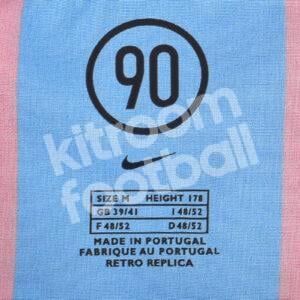 90
kitroom
football
SIZE M HEIGHT 178
GB 39/41 I 48/52
F 48/52 D 48/52
MADE IN PORTUGAL
FABRIQUE AU PORTUGAL
RETRO REPLICA